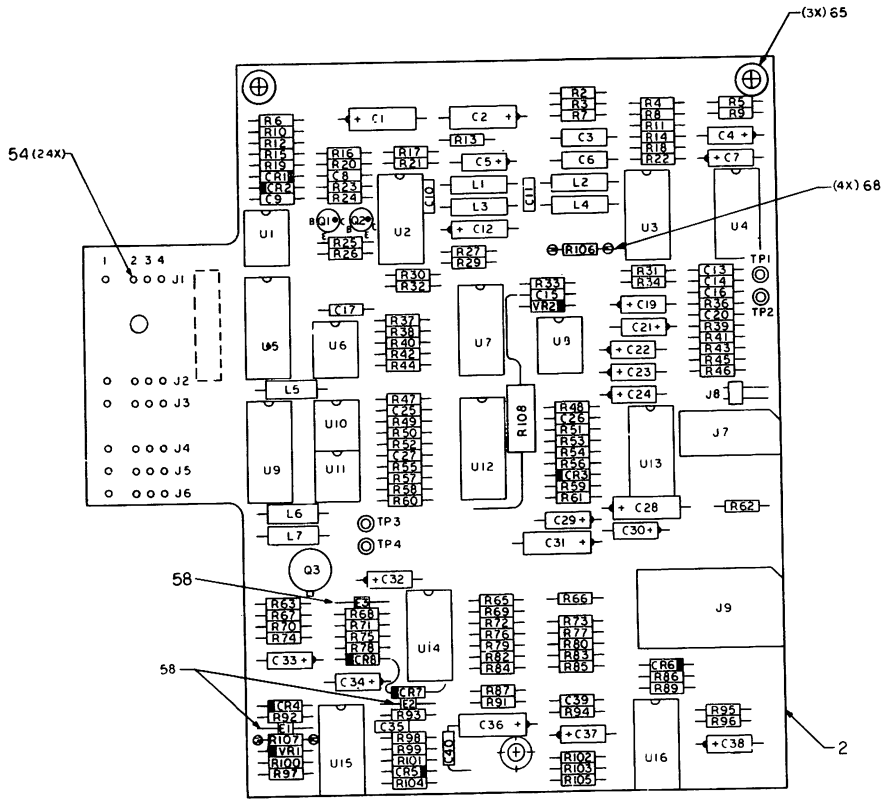 (3X) 65
54 (24X)
R6
R10
R12
R15
R19
CR1
CR2
C9
+ C1
C2 +
R13
R16
R20
C8
R23
R24
R17
R21
C5 +
C10
L1
L3
+ C12
C11
R2
R3
R7
C3
C6
L2
L4
R4
R8
R11
R14
R18
R22
R5
R9
C4 +
+ C7
(4X) 68
U1
B Q1 C
E
Q2 C
B
E
R25
R26
U2
R27
R29
R106
U3
U4
TP1
TP2
R30
R32
R33
C15
VR2
R31
R34
C13
C14
C16
R36
C20
R39
R41
R43
R45
R46
1 2 3 4
J1
J2
J3
J4
J5
J6
U5
C17
U6
R37
R38
R40
R42
R44
U7
U8
+ C19
C21 +
+ C22
+ C23
+ C24
J8
J7
L5
U9
U10
U11
R47
C25
R49
R50
R52
C27
R55
R57
R58
R60
U12
R108
R48
C26
R51
R53
R54
R56
CR3
R59
R61
U13
+ C28
R62
L6
L7
TP3
TP4
C29 +
C30 +
C31 +
Q3
58
+ C32
E3
R63
R67
R70
R74
R68
R71
R75
R78
CR8
U14
R65
R69
R72
R76
R79
R82
R84
R66
R73
R77
R80
R83
R85
J9
C33 +
C34 +
58
CR7
E2
R93
C35
R87
R91
C39
R94
CR6
R86
R89
CR4
R92
E1
R107
VR1
R100
R97
U15
R98
R99
R101
CR5
R104
C40
C36 +
+ C37
R102
R103
R105
U16
R95
R96
+ C38
2